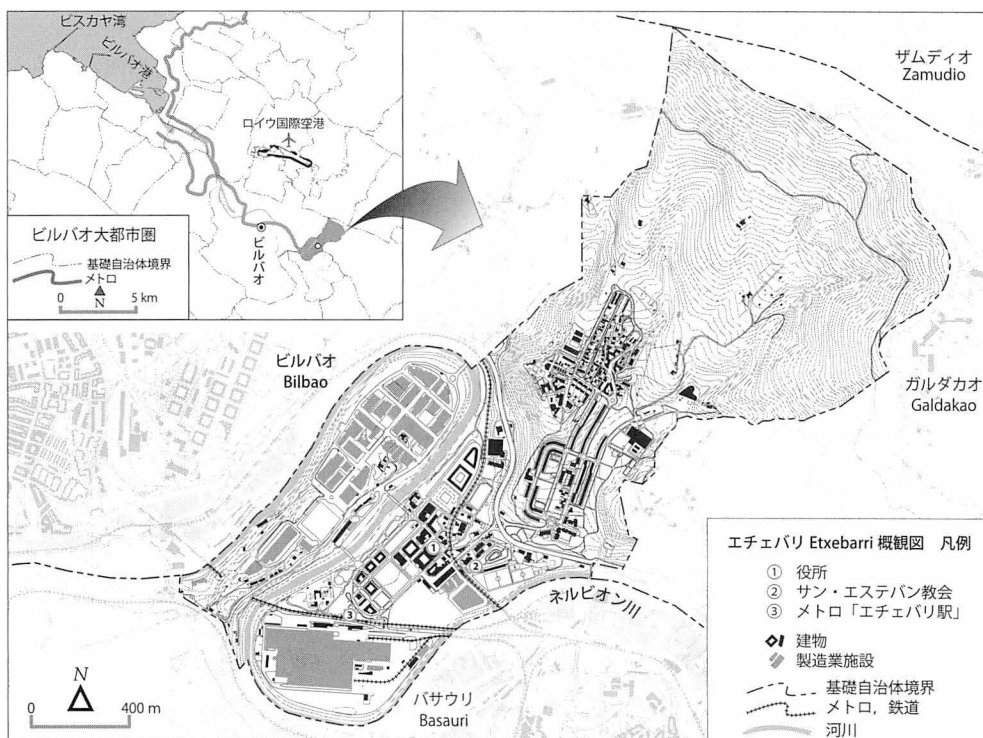 ビスカヤ湾
ビルバオ港
ロイウ国際空港
ビルバオ
ビルバオ大都市圏
基礎自治体境界
メトロ
0 N 5 km
ザムディオ
Zamudio
ビルバオ
Bilbao
ガルダカオ
Galdakao
①
②
③
ネルビオン川
バサウリ
Basauri
N
0 400 m
エチェバリ Etxebarri 概観図 凡例
① 役所
② サン・エステバン教会
③ メトロ「エチェバリ駅」
建物
製造業施設
基礎自治体境界
メトロ，鉄道
河川